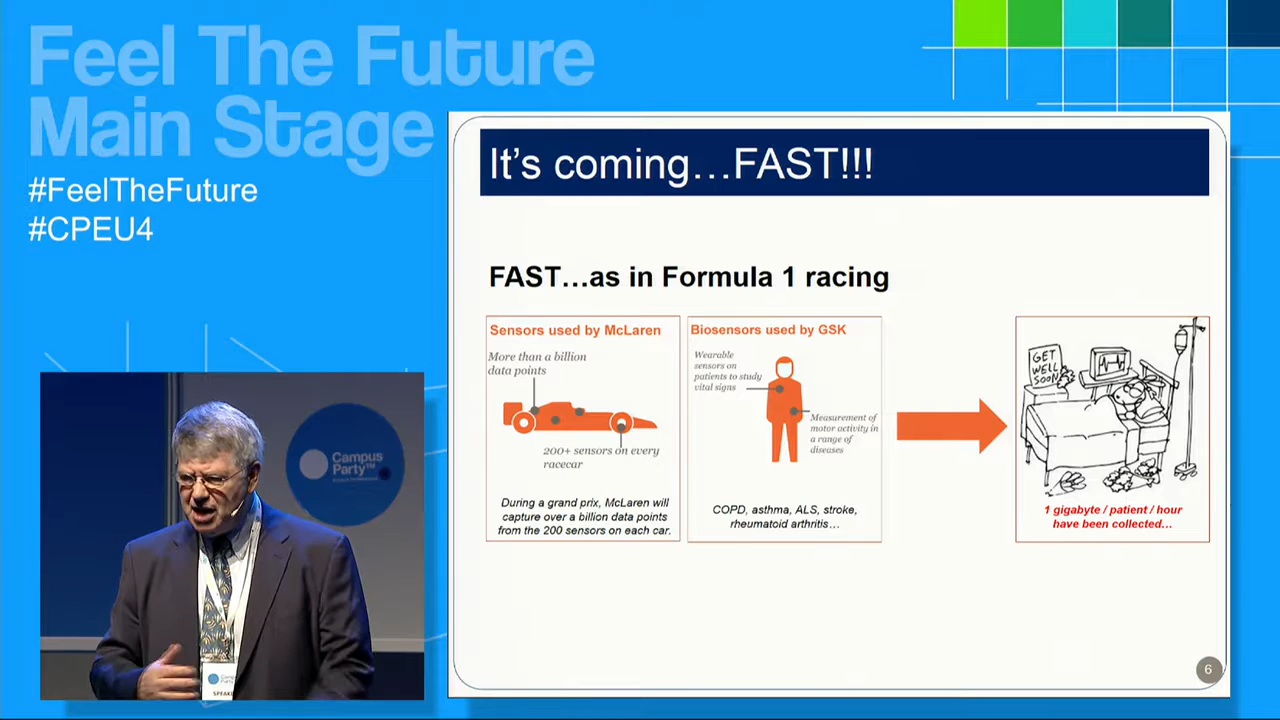 Feel The Future
Main Stage
#FeelTheFuture
#CPEU4
It's coming...FAST!!!
FAST...as in Formula 1 racing
Sensors used by McLaren
More than a billion
data points
200+ sensors on every
racecar
During a grand prix, McLaren will
capture over a billion data points
from the 200 sensors on each car.
Biosensors used by GSK
Wearable
sensors on
patients to study
vital signs
Measurement of
motor activity in
a range of
diseases
COPD, asthma, ALS, stroke,
rheumatoid arthritis...
GET
WELL
SOON
1 gigabyte / patient / hour
have been collected...
6
Campus
Party™
Campus
Party